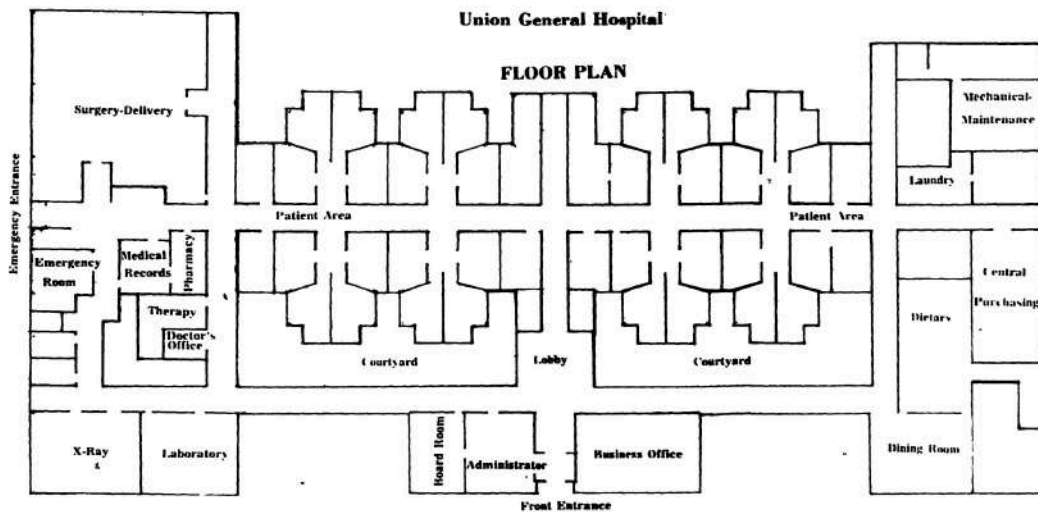 Union General Hospital
FLOOR PLAN
Surgery-Delivery
Mechanical-
Maintenance
Laundry
Emergency Entrance
Patient Area
Patient Area
Emergency
Room
Medical
Records
Pharmacy
Therapy
Doctor's
Office
Central
Purchasing
Dietary
Courtyard
Lobby
Courtyard
X-Ray
Laboratory
Board Room
Administrator
Business Office
Dining Room
Front Entrance